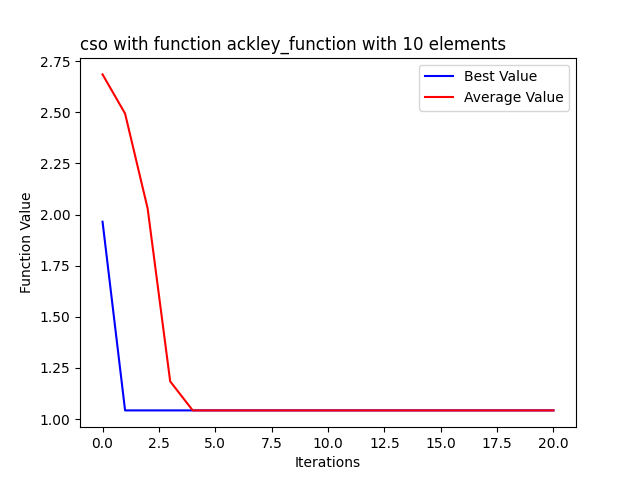 cso with function ackley_function with 10 elements
Best Value
Average Value
2.75
2.50
2.25
2.00
1.75
1.50
1.25
1.00
Function Value
0.0 2.5 5.0 7.5 10.0 12.5 15.0 17.5 20.0
Iterations